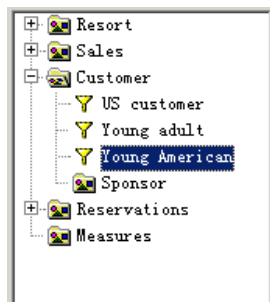 Resort
Sales
Customer
US customer
Young adult
Young American
Sponsor
Reservations
Measures